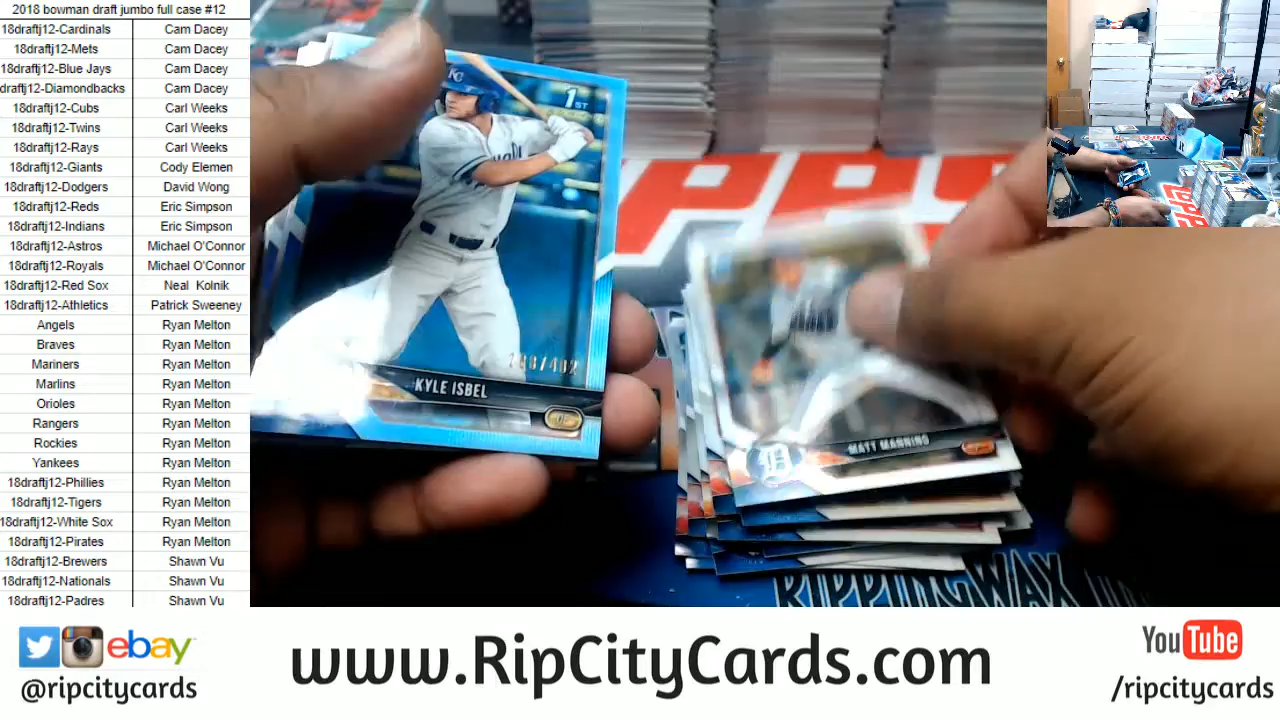 2018 bowman draft jumbo full case #12
18draftj12-Cardinals Cam Dacey
18draftj12-Mets Cam Dacey
18draftj12-Blue Jays Cam Dacey
draftj12-Diamondbacks Cam Dacey
18draftj12-Cubs Carl Weeks
18draftj12-Twins Carl Weeks
18draftj12-Rays Carl Weeks
18draftj12-Giants Cody Elemen
18draftj12-Dodgers David Wong
18draftj12-Reds Eric Simpson
18draftj12-Indians Eric Simpson
18draftj12-Astros Michael O'Connor
18draftj12-Royals Michael O'Connor
18draftj12-Red Sox Neal Kolnik
18draftj12-Athletics Patrick Sweeney
Angels Ryan Melton
Braves Ryan Melton
Mariners Ryan Melton
Marlins Ryan Melton
Orioles Ryan Melton
Rangers Ryan Melton
Rockies Ryan Melton
Yankees Ryan Melton
18draftj12-Phillies Ryan Melton
18draftj12-Tigers Ryan Melton
18draftj12-White Sox Ryan Melton
18draftj12-Pirates Ryan Melton
18draftj12-Brewers Shawn Vu
18draftj12-Nationals Shawn Vu
18draftj12-Padres Shawn Vu
KC
1ST
KYLE ISBEL
MATT MANNING
D
RIPPINGWAX
ebay
@ripcitycards
www.RipCityCards.com
YouTube
/ripcitycards